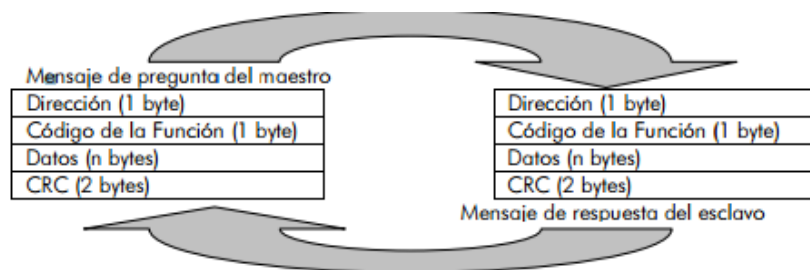 Mensaje de pregunta del maestro
Dirección (1 byte)
Código de la Función (1 byte)
Datos (n bytes)
CRC (2 bytes)
Dirección (1 byte)
Código de la Función (1 byte)
Datos (n bytes)
CRC (2 bytes)
Mensaje de respuesta del esclavo